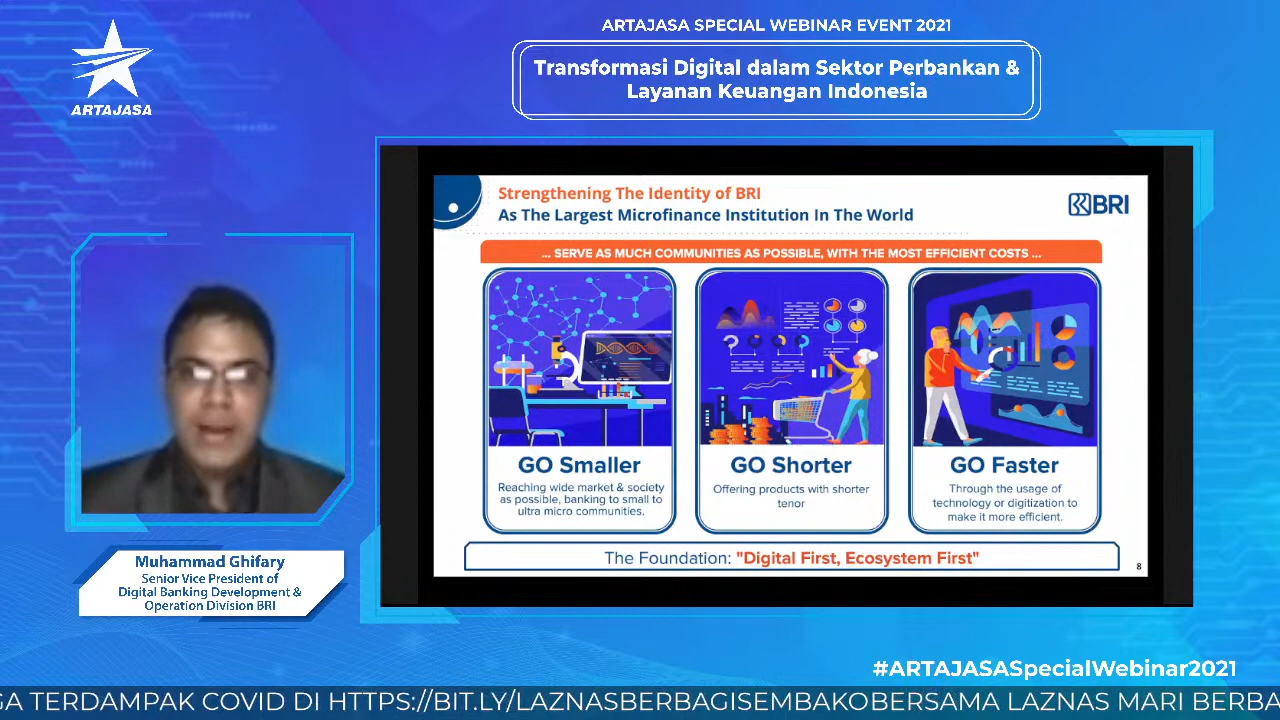 ARTAJASA SPECIAL WEBINAR EVENT 2021
Transformasi Digital dalam Sektor Perbankan &
Layanan Keuangan Indonesia
ARTAJASA
Strengthening The Identity of BRI
As The Largest Microfinance Institution In The World
BRI
... SERVE AS MUCH COMMUNITIES AS POSSIBLE, WITH THE MOST EFFICIENT COSTS ...
GO Smaller
Reaching wide market & society
as possible, banking to small to
ultra micro communities.
GO Shorter
Offering products with shorter
tenor
GO Faster
Through the usage of
technology or digitization to
make it more efficient.
The Foundation: "Digital First, Ecosystem First"
8
Muhammad Ghifary
Senior Vice President of
Digital Banking Development &
Operation Division BRI
#ARTAJASASpecialWebinar2021
GA TERDAMPAK COVID DI HTTPS://BIT.LY/LAZNASBERBAGISEMBAKOBERSAMA LAZNAS MARI BERBA